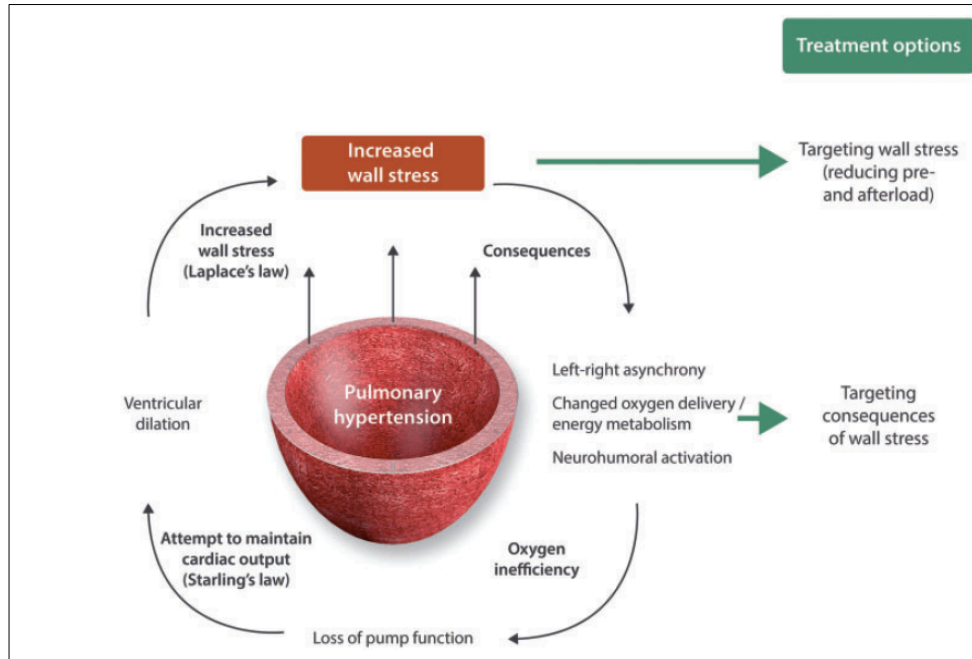 Treatment options
Increased
wall stress
Targeting wall stress
(reducing pre-
and afterload)
Increased
wall stress
(Laplace's law)
Consequences
Pulmonary
hypertension
Left-right asynchrony
Changed oxygen delivery /
energy metabolism
Neurohumoral activation
Targeting
consequences
of wall stress
Ventricular
dilation
Attempt to maintain
cardiac output
(Starling's law)
Oxygen
inefficiency
Loss of pump function